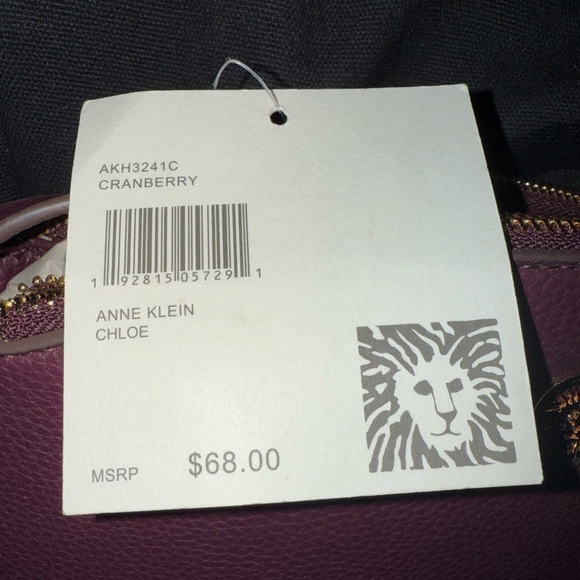 AKH3241C
CRANBERRY
1 92815 05729 1
ANNE KLEIN
CHLOE
MSRP $68.00